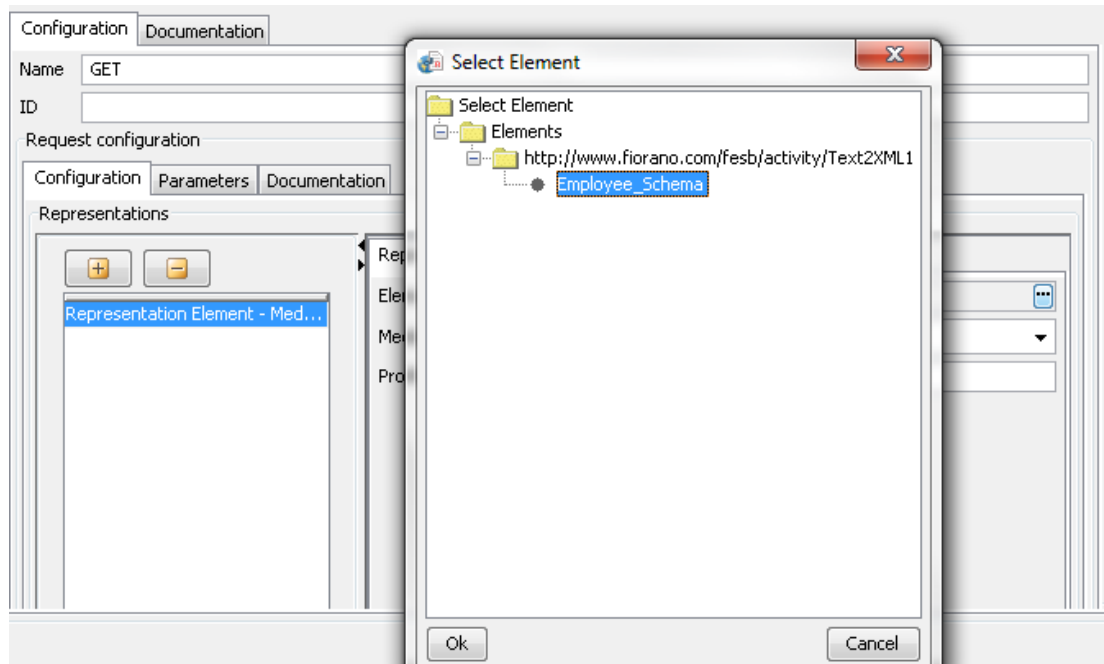 Configuration Documentation
Name GET
ID
Request configuration
Configuration Parameters Documentation
Representations
Representation Element - Med...
Rep
Ele
Me
Pro
Select Element
Select Element
Elements
http://www.fiorano.com/fesb/activity/Text2XML1
Employee_Schema
Ok Cancel